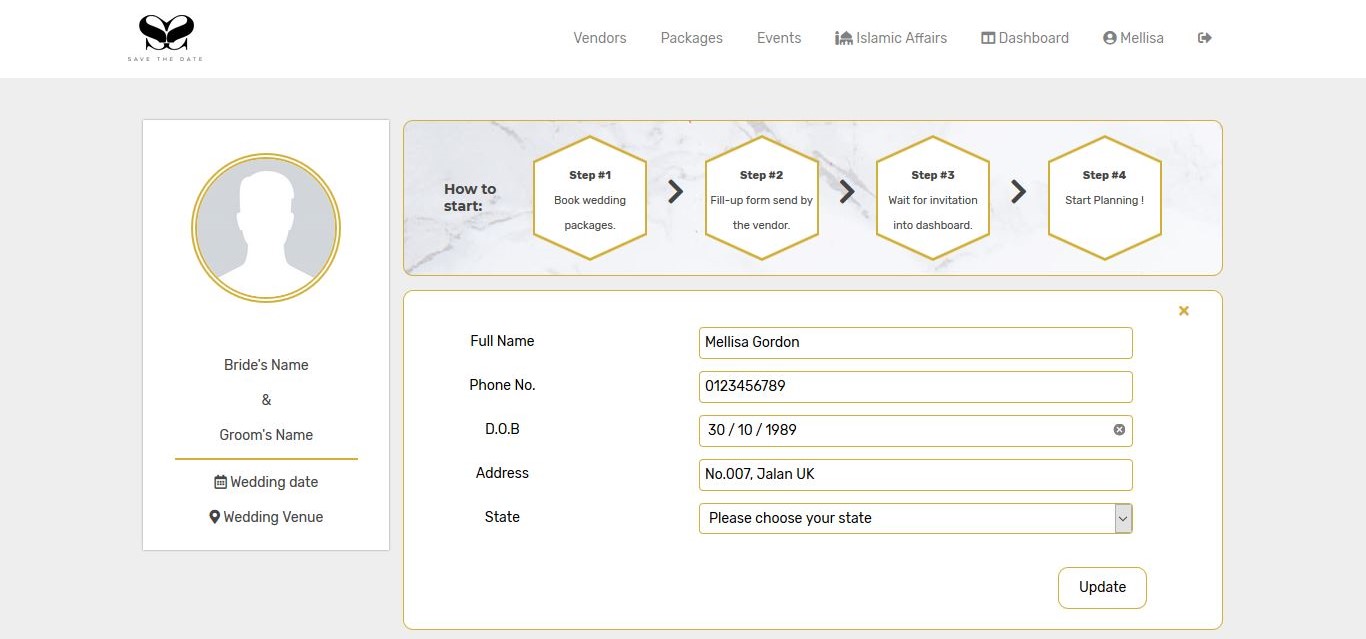 SAVE THE DATE
Vendors
Packages
Events
Islamic Affairs
Dashboard
Mellisa
Bride's Name
&
Groom's Name
Wedding date
Wedding Venue
How to
start:
Step #1
Book wedding
packages.
Step #2
Fill-up form send by
the vendor.
Step #3
Wait for invitation
into dashboard.
Step #4
Start Planning !
Full Name
Mellisa Gordon
Phone No.
0123456789
D.O.B
30 / 10 / 1989
Address
No.007, Jalan UK
State
Please choose your state
Update